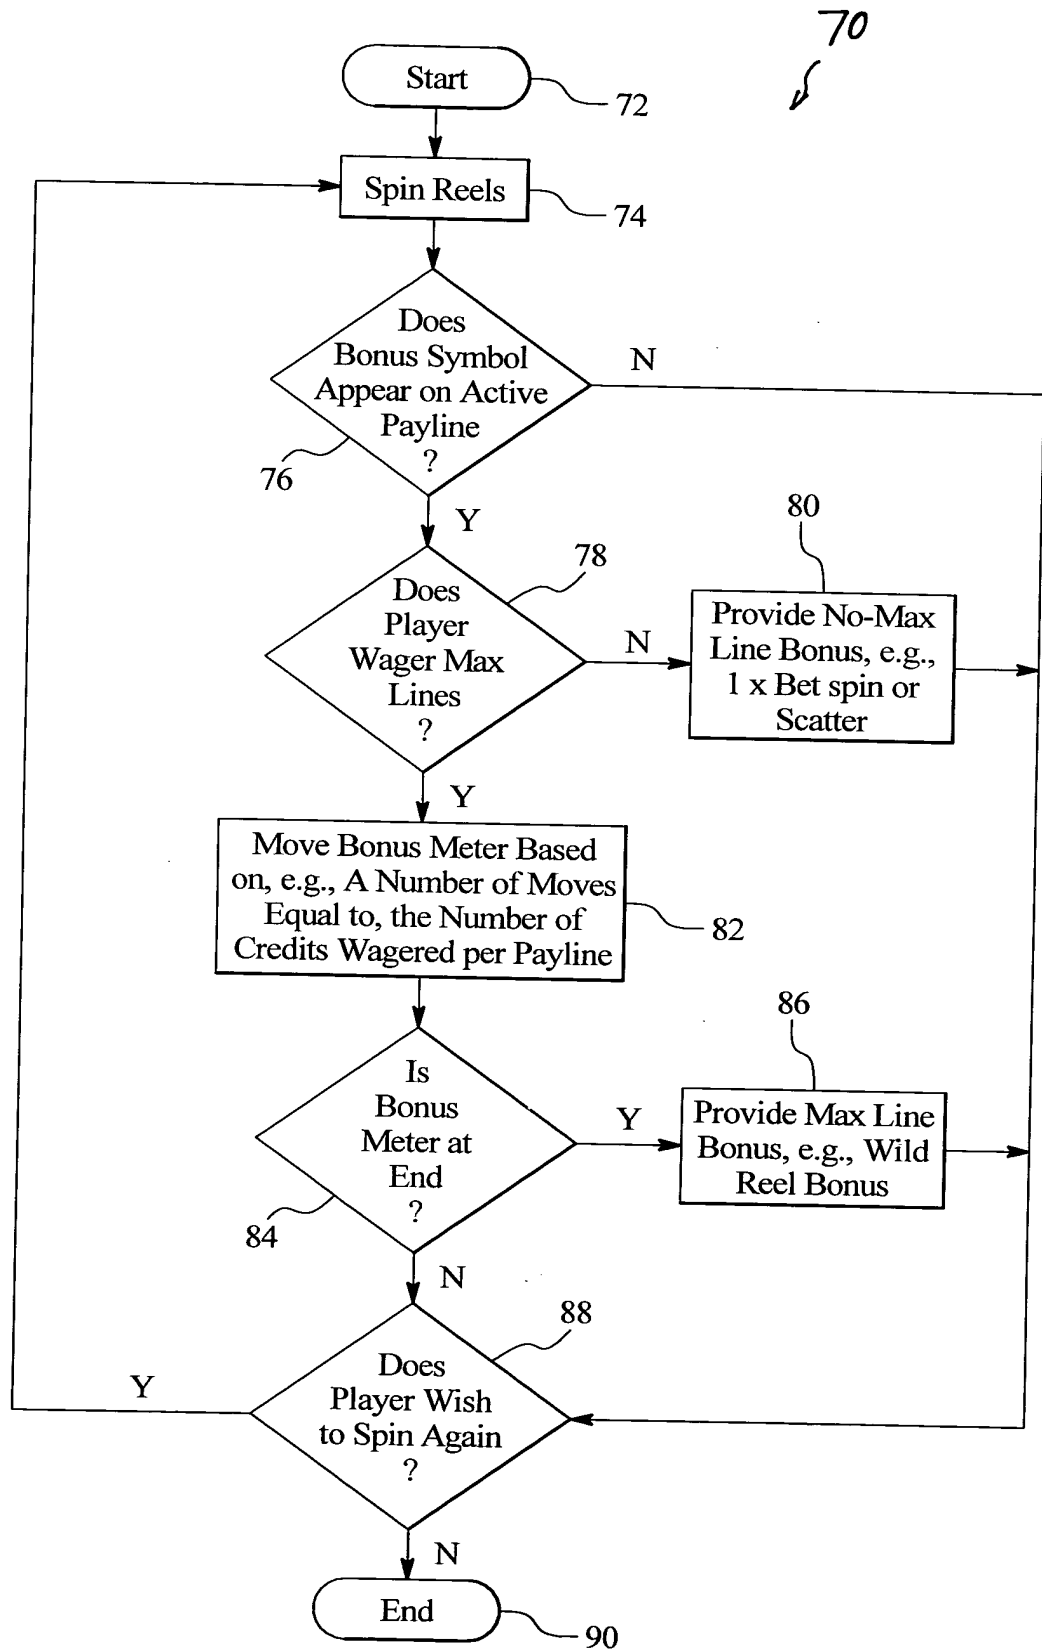 70
Start
72
Spin Reels
74
Does
Bonus Symbol
Appear on Active
Payline
?
N
76
Y
78
80
Does
Player
Wager Max
Lines
?
N
Provide No-Max
Line Bonus, e.g.,
1 x Bet spin or
Scatter
Y
Move Bonus Meter Based
on, e.g., A Number of Moves
Equal to, the Number of
Credits Wagered per Payline
82
86
Is
Bonus
Meter at
End
?
Y
Provide Max Line
Bonus, e.g., Wild
Reel Bonus
84
N
88
Does
Player Wish
to Spin Again
?
Y
N
End
90